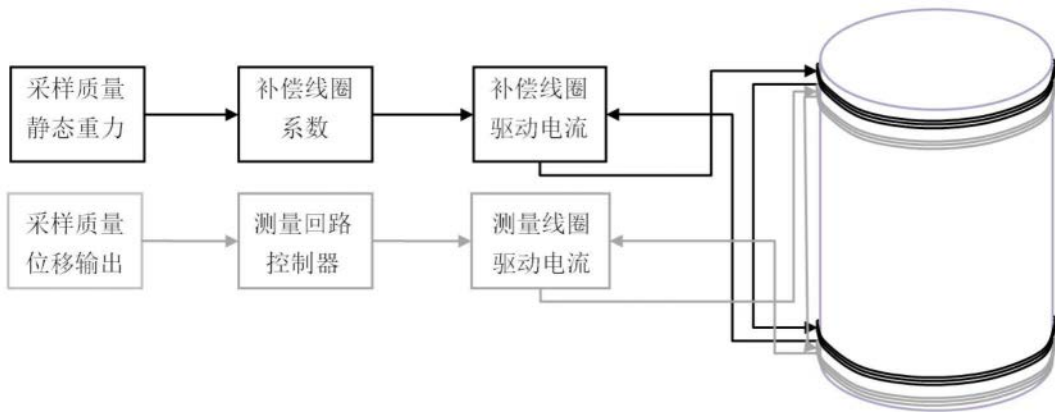 采样质量
静态重力
补偿线圈
系数
补偿线圈
驱动电流
采样质量
位移输出
测量回路
控制器
测量线圈
驱动电流